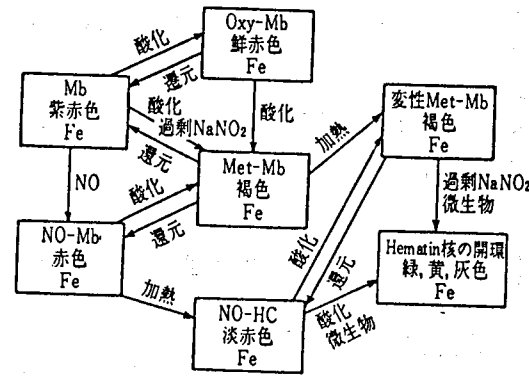 Oxy-Mb
鮮赤色
Fe
酸化
還元
Mb
紫赤色
Fe
酸化
過剰NaNO₂
還元
酸化
加熱
変性Met-Mb
褐色
Fe
Met-Mb
褐色
Fe
NO
酸化
還元
過剰NaNO₂
微生物
NO-Mb
赤色
Fe
酸化
還元
Hematin核の開環
緑,黄,灰色
Fe
加熱
NO-HC
淡赤色
Fe
酸化
微生物